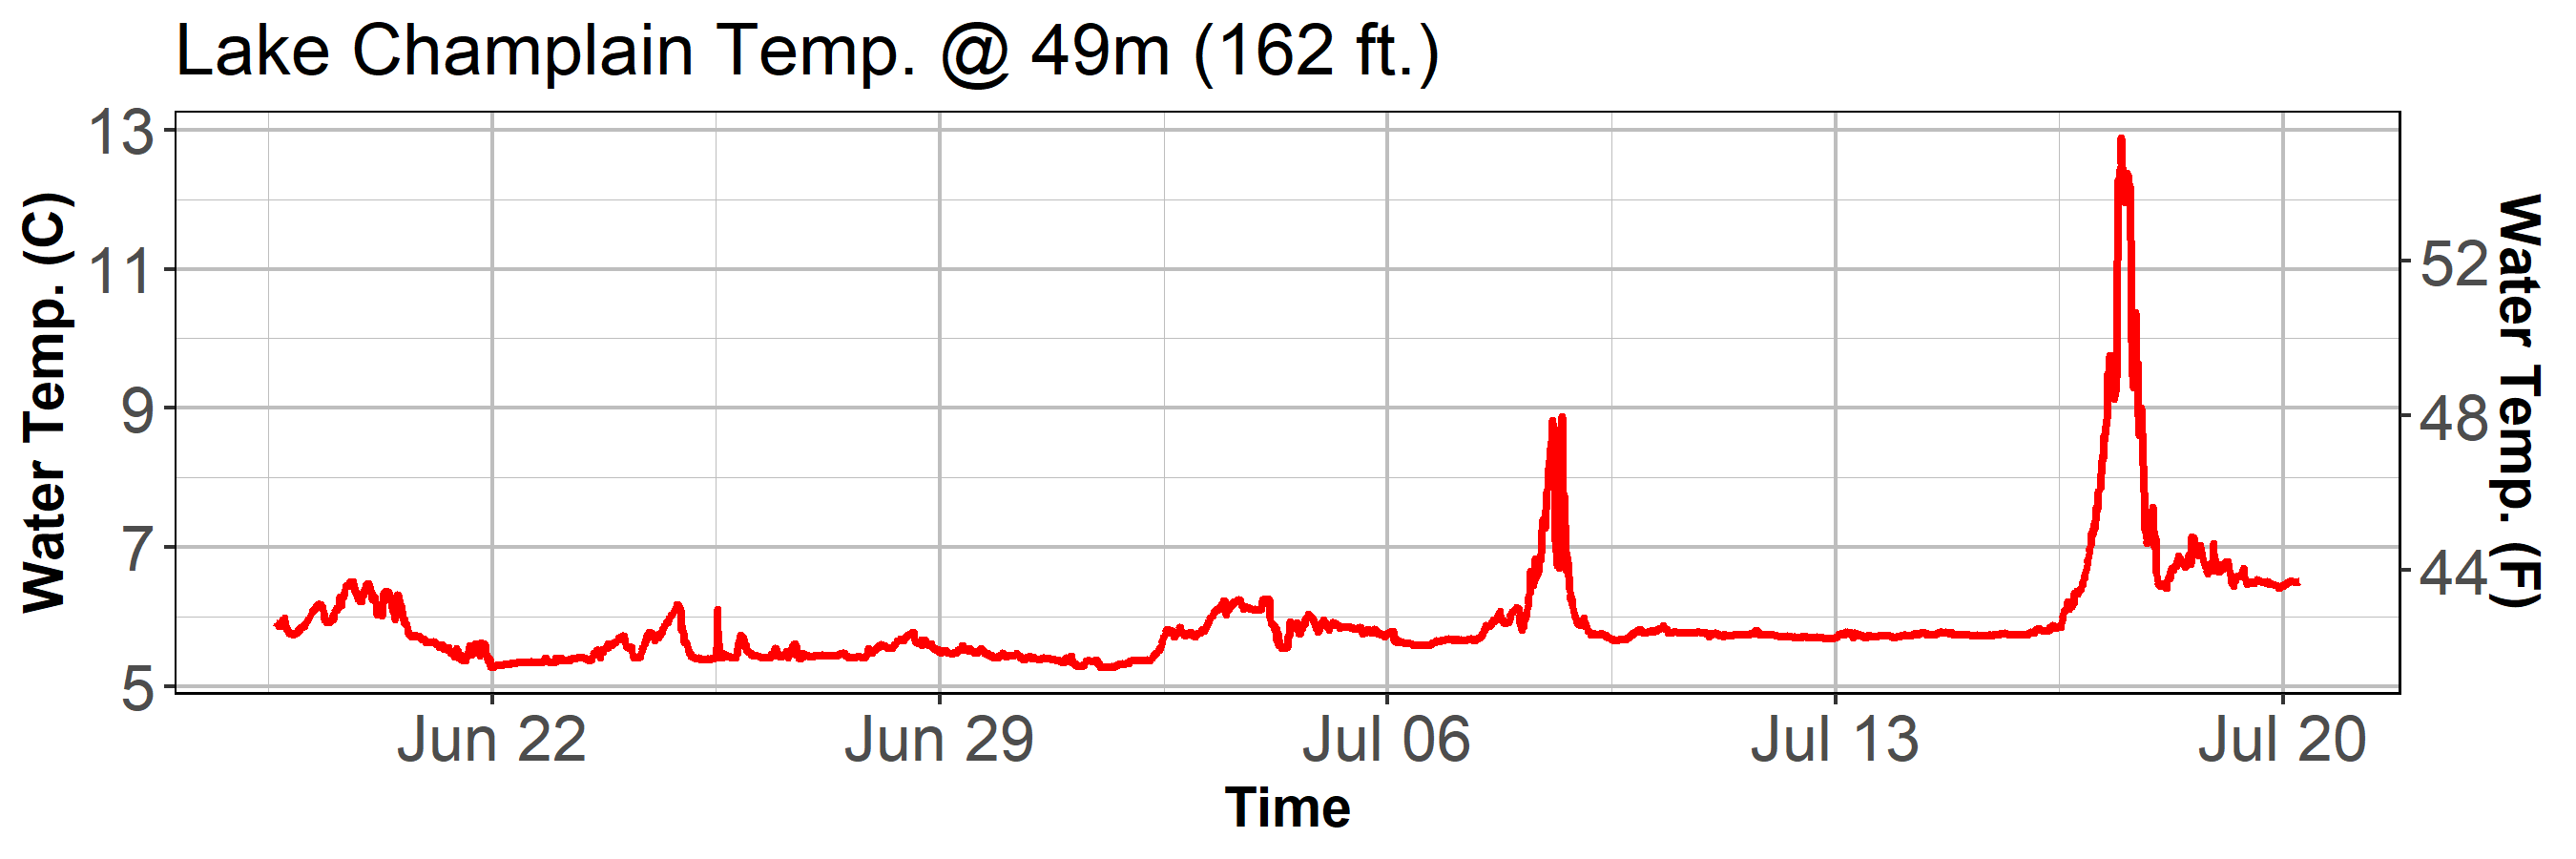 Lake Champlain Temp. @ 49m (162 ft.)
Water Temp. (C)
13
11
9
7
5
52
48
44
Water Temp. (F)
Jun 22 Jun 29 Jul 06 Jul 13 Jul 20
Time